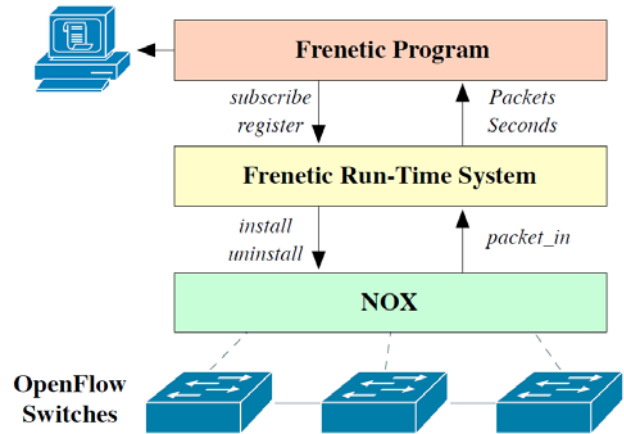 Frenetic Program
subscribe
register
Packets
Seconds
Frenetic Run-Time System
install
uninstall
packet_in
NOX
OpenFlow
Switches